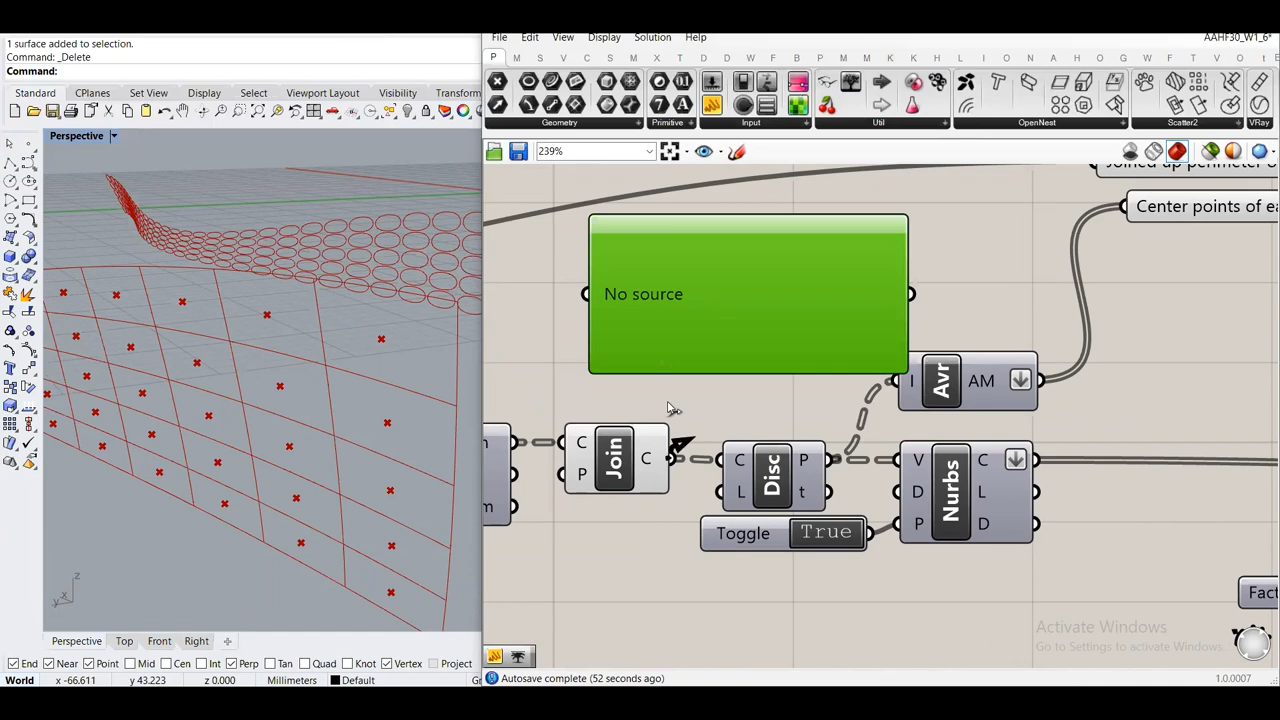 1 surface added to selection.
Command: _Delete
Command:
Standard CPlanes Set View Display Select Viewport Layout Visibility Transform
Perspective
z
x
y
Perspective Top Front Right
End Near Point Mid Cen Int Perp Tan Quad Knot Vertex Project
World x -66.611 y 43.223 z 0.000 Millimeters Default
File Edit View Display Solution Help AAHF30_W1_6*
P M S V C S M T D D A M M K A L O N D H G E O t
Geometry Primitive Input Util OpenNest Scatter2 VRay
239%
Joined up perimeter
Center points of ea
No source
I Avr AM
C P Join C
C L Disc P t
V D P Nurbs C L D
Toggle True
Fact
m
Activate Windows
Go to Settings to activate Windows.
Autosave complete (52 seconds ago) 1.0.0007